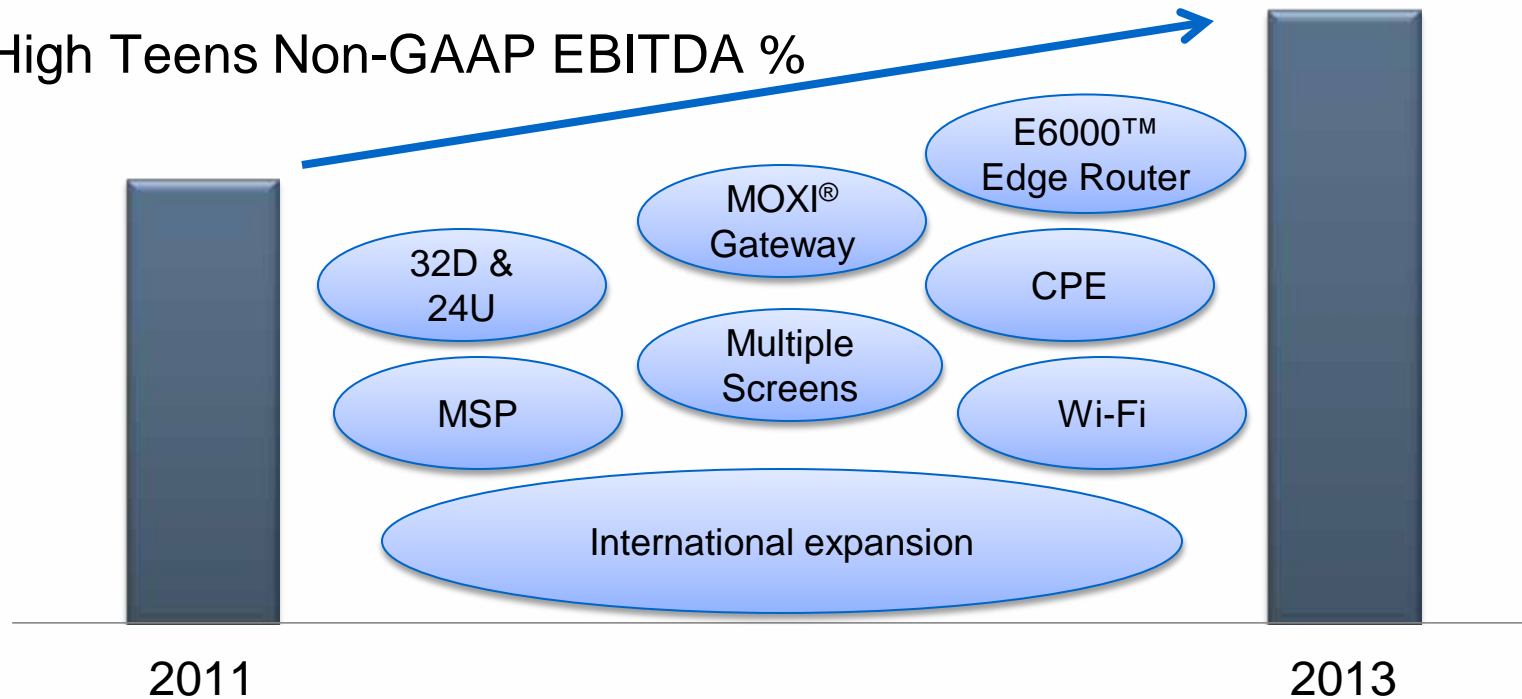 High Teens Non-GAAP EBITDA %
E6000™
Edge Router
MOXI®
Gateway
32D &
24U
CPE
Multiple
Screens
MSP
Wi-Fi
International expansion
2011
2013